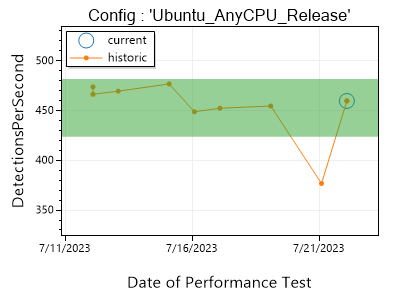 Config : 'Ubuntu_AnyCPU_Release'
current
historic
DetectionsPerSecond
500
450
400
350
7/11/2023
7/16/2023
7/21/2023
Date of Performance Test